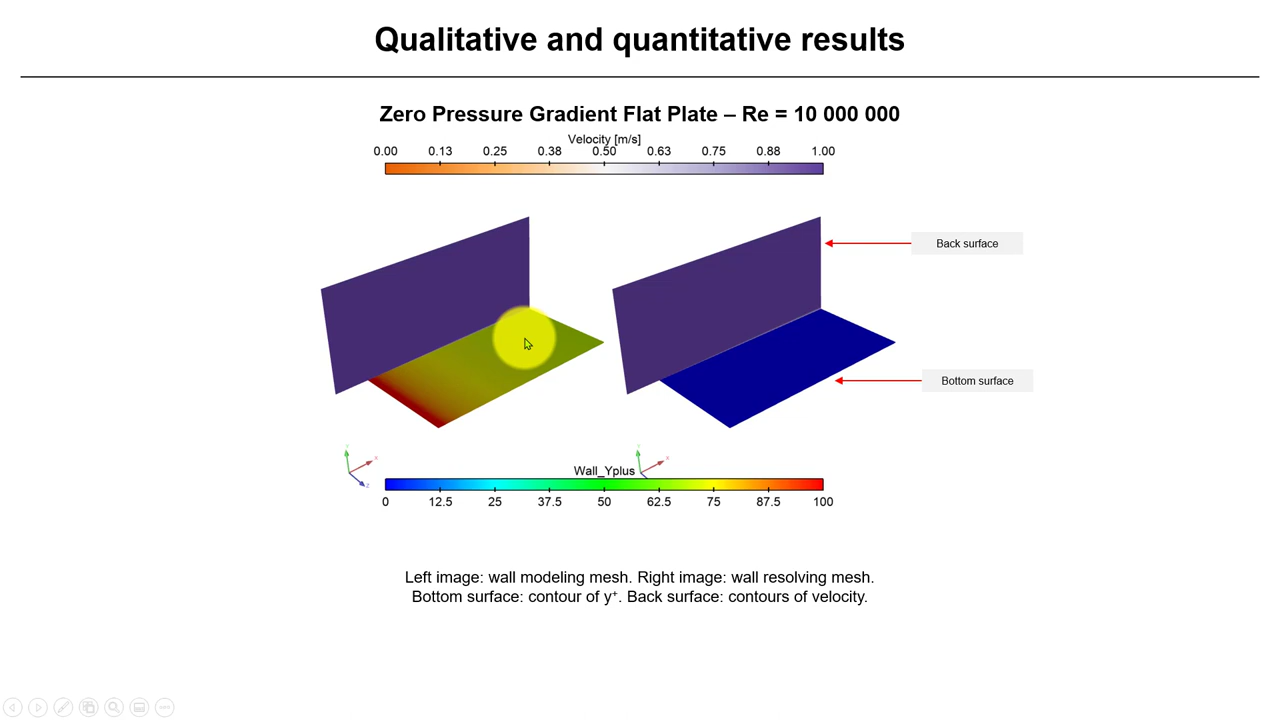 Qualitative and quantitative results
Zero Pressure Gradient Flat Plate – Re = 10 000 000
Velocity [m/s]
0.00 0.13 0.25 0.38 0.50 0.63 0.75 0.88 1.00
Back surface
Bottom surface
Y X Z
Y X
Wall_Yplus
0 12.5 25 37.5 50 62.5 75 87.5 100
Left image: wall modeling mesh. Right image: wall resolving mesh.
Bottom surface: contour of y⁺. Back surface: contours of velocity.